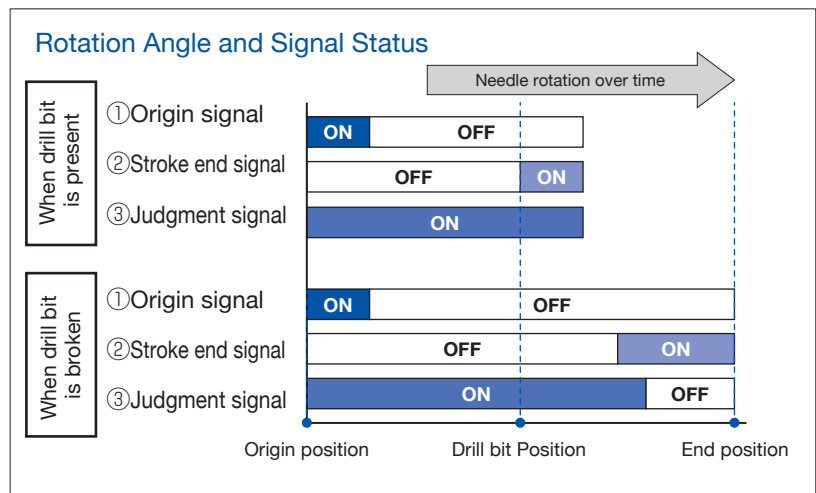 Rotation Angle and Signal Status
Needle rotation over time
When drill bit
is present
①Origin signal
ON OFF
②Stroke end signal
OFF ON
③Judgment signal
ON
When drill bit
is broken
①Origin signal
ON OFF
②Stroke end signal
OFF ON
③Judgment signal
ON OFF
Origin position Drill bit Position End position